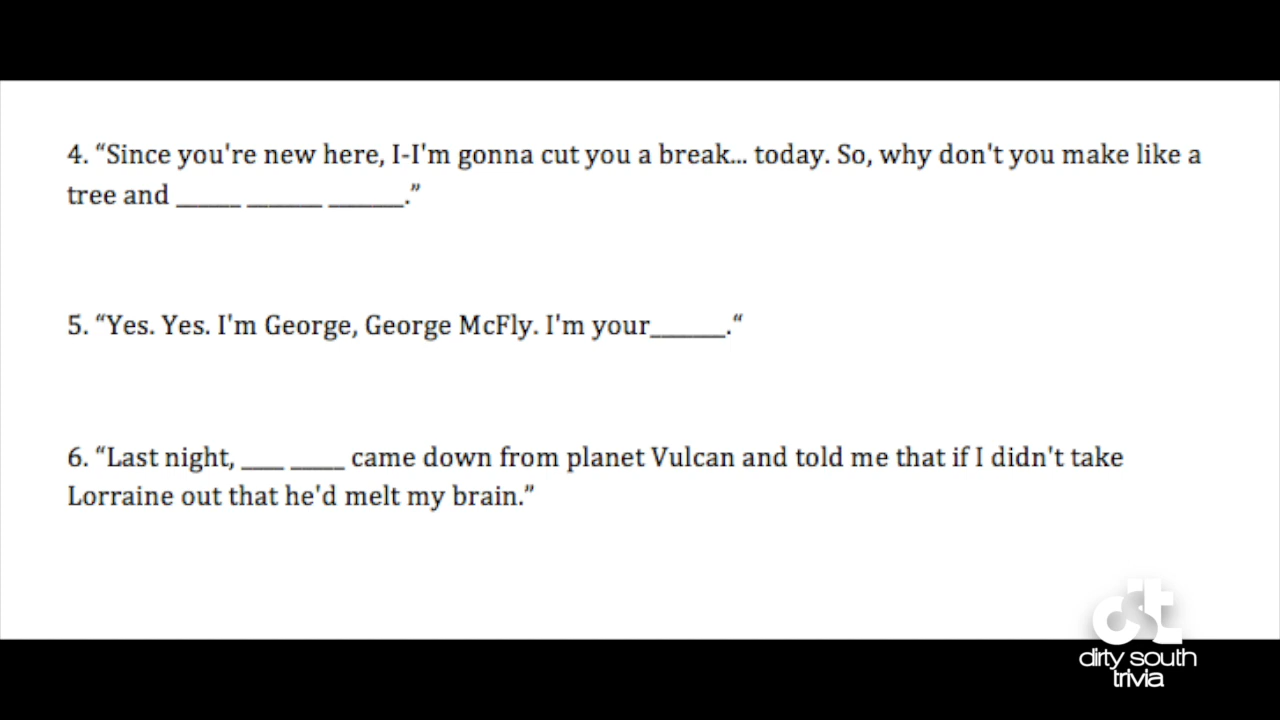 4. “Since you're new here, I-I'm gonna cut you a break... today. So, why don't you make like a
tree and _____ ______ ______.”
5. “Yes. Yes. I'm George, George McFly. I'm your______.“
6. “Last night, ____ _____ came down from planet Vulcan and told me that if I didn't take
Lorraine out that he'd melt my brain.”
dst
dirty south
trivia